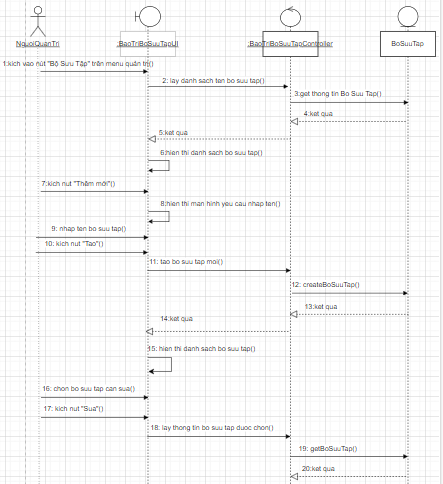 NguoiQuanTri
:BaoTriBoSuuTapUI
:BaoTriBoSuuTapController
BoSuuTap
1:kích vao nút "Bộ Sưu Tập" trên menu quản trị()
2: lay danh sach ten bo suu tap()
3:get thong tin Bo Suu Tap()
4:ket qua
5:ket qua
6:hien thi danh sach bo suu tap()
7:kich nut "Thêm mới"()
8:hien thi man hinh yeu cau nhap ten()
9: nhap ten bo suu tap()
10: kich nut "Tao"()
11: tao bo suu tap moi()
12: createBoSuuTap()
13:ket qua
14:ket qua
15: hien thi danh sach bo suu tap()
16: chon bo suu tap can sua()
17: kich nut "Sua"()
18: lay thong tin bo suu tap duoc chon()
19: getBoSuuTap()
20:ket qua